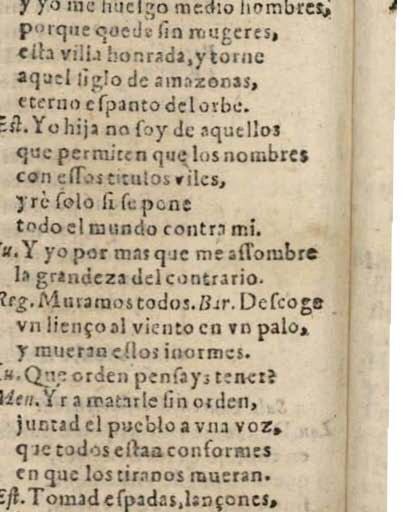 y yo me huelgo medio hombres,
porque quede sin mugeres,
esta villa honrada, y torne
aquel siglo de amazonas,
eterno espanto del orbe.
Est. Yo hija no soy de aquellos
que permiten que los nombres
con essos titulos viles,
yrè solo si se pone
todo el mundo contra mi.
Iu. Y yo por mas que me assombre
la grandeza del contrario.
Reg. Muramos todos. Bar. Descoge
vn lienço al viento en vn palo,
y mueran essos inormes.
Iu. Que orden pensays tener?
Men. Yr a matarle sin orden,
juntad el pueblo a vna voz,
que todos estan conformes
en que los tiranos mueran.
Est. Tomad espadas, lançones,